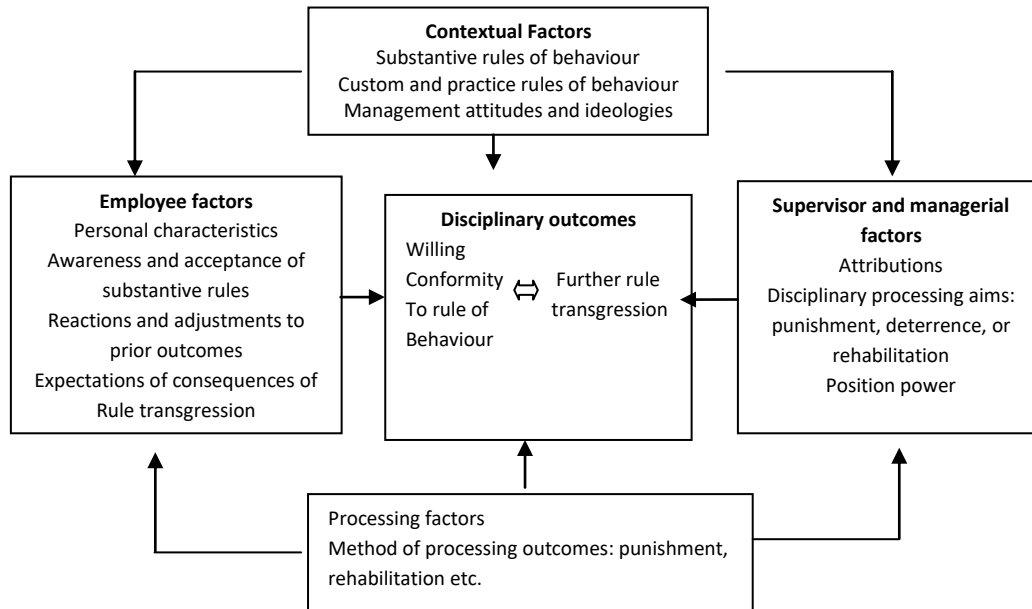 Contextual Factors
Substantive rules of behaviour
Custom and practice rules of behaviour
Management attitudes and ideologies
Employee factors
Personal characteristics
Awareness and acceptance of
substantive rules
Reactions and adjustments to
prior outcomes
Expectations of consequences of
Rule transgression
Disciplinary outcomes
Willing
Conformity
To rule of
Behaviour
Further rule
transgression
Supervisor and managerial
factors
Attributions
Disciplinary processing aims:
punishment, deterrence, or
rehabilitation
Position power
Processing factors
Method of processing outcomes: punishment,
rehabilitation etc.